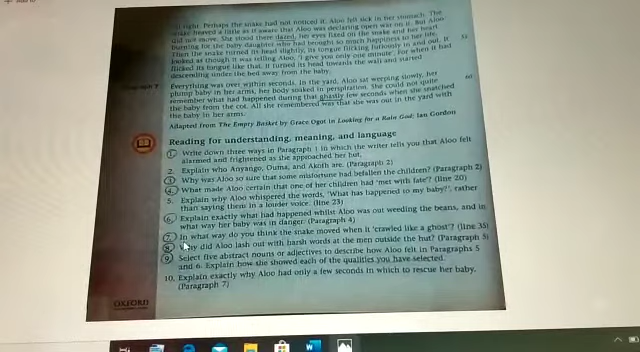 right. Perhaps the snake had not noticed it. Aloo felt sick in her stomach. The
snake heaved a little as if aware that Aloo was declaring open war on it. But Aloo
did not move. She stood there dazed, her eyes fixed on the snake and her heart
burning for the baby daughter who had brought so much happiness to her life.
Then the snake turned its head slightly, its tongue flicking furiously in and out. It
looked as though it was telling Aloo, 'I give you only one minute'. For when it had
flicked its tongue like that, it turned its head towards the wall and started
descending under the bed away from the baby.
55
Paragraph 7
Everything was over within seconds. In the yard, Aloo sat weeping slowly, her
plump baby in her arms, her body soaked in perspiration. She could not quite
remember what had happened during that ghastly few seconds when she snatched
the baby from the cot. All she remembered was that she was out in the yard with
the baby in her arms.
60
Adapted from The Empty Basket by Grace Ogot in Looking for a Rain God: Ian Gordon
Reading for understanding, meaning, and language
1. Write down three ways in Paragraph 1 in which the writer tells you that Aloo felt
alarmed and frightened as she approached her hut.
2. Explain who Anyango, Ouma, and Akoth are. (Paragraph 2)
3. Why was Aloo so sure that some misfortune had befallen the children? (Paragraph 2)
4. What made Aloo certain that one of her children had 'met with fate'? (line 20)
5. Explain why Aloo whispered the words, 'What has happened to my baby?', rather
than saying them in a louder voice. (line 23)
6. Explain exactly what had happened whilst Aloo was out weeding the beans, and in
what way her baby was in danger. (Paragraph 4)
7. In what way do you think the snake moved when it 'crawled like a ghost'? (line 35)
8. Why did Aloo lash out with harsh words at the men outside the hut? (Paragraph 5)
9. Select five abstract nouns or adjectives to describe how Aloo felt in Paragraphs 5
and 6. Explain how she showed each of the qualities you have selected.
10. Explain exactly why Aloo had only a few seconds in which to rescue her baby.
(Paragraph 7)
OXFORD